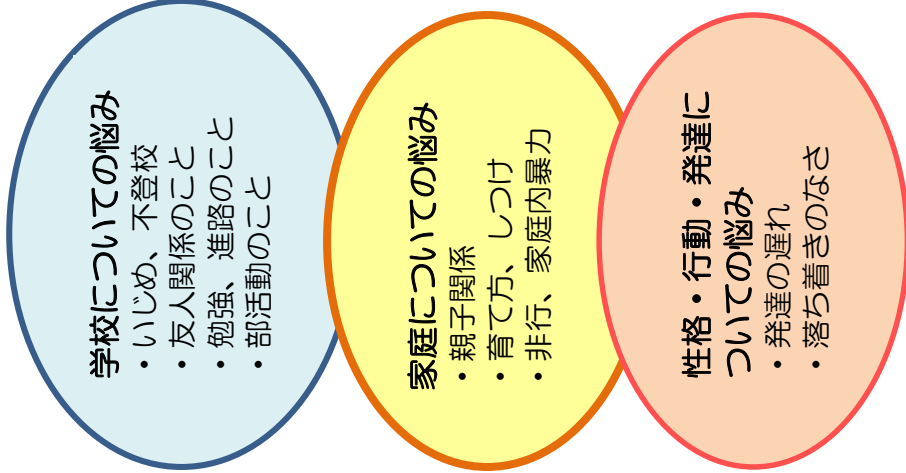 学校についての悩み
・いじめ、不登校
・友人関係のこと
・勉強、進路のこと
・部活動のこと
家庭についての悩み
・親子関係
・育て方、しつけ
・非行、家庭内暴力
性格・行動・発達に
ついての悩み
・発達の遅れ
・落ち着きのなさ